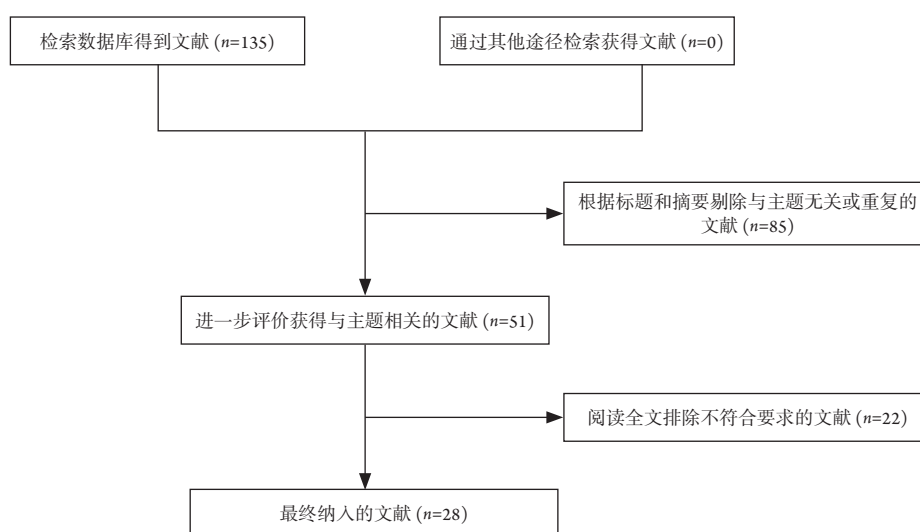 检索数据库得到文献 (n=135)
通过其他途径检索获得文献 (n=0)
根据标题和摘要剔除与主题无关或重复的
文献 (n=85)
进一步评价获得与主题相关的文献 (n=51)
阅读全文排除不符合要求的文献 (n=22)
最终纳入的文献 (n=28)